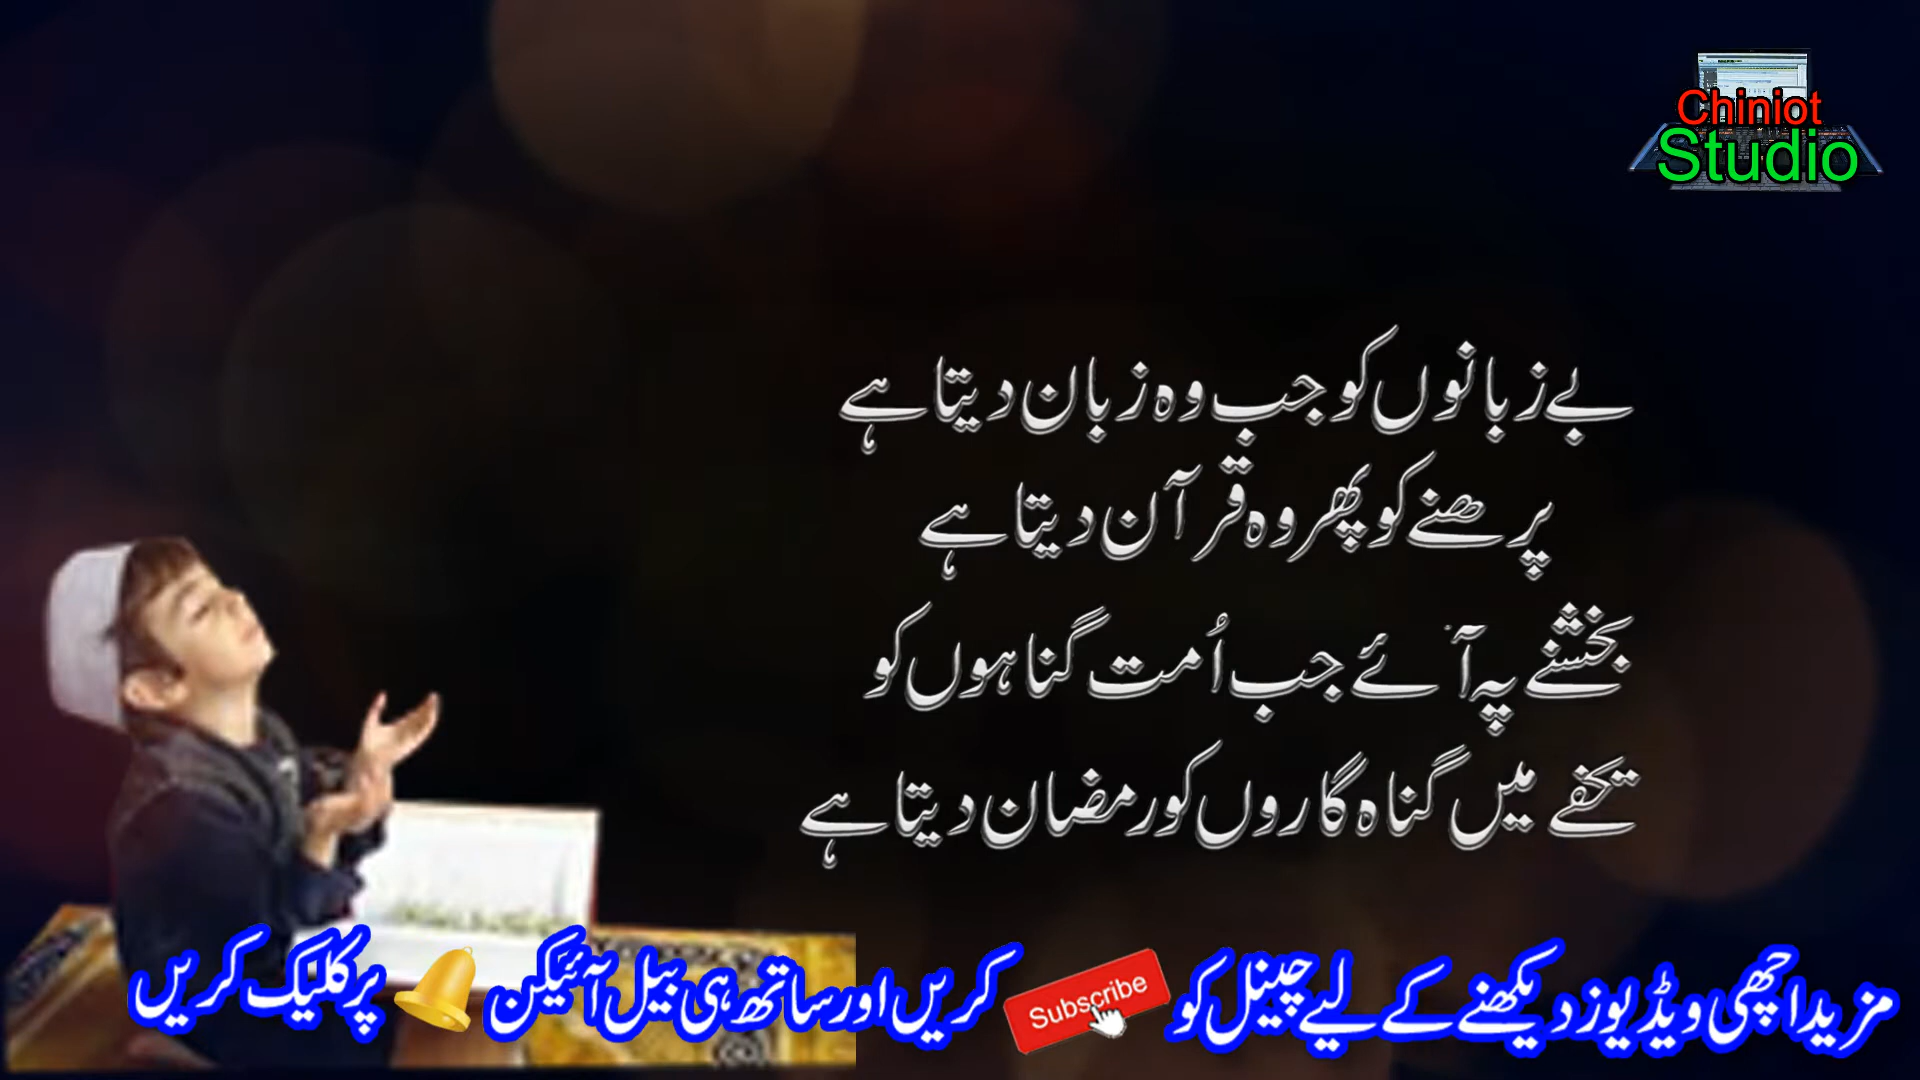 Chiniot
Studio
بے زبانوں کو جب وہ زبان دیتا ہے
پرھنے کو پھر وہ قرآن دیتا ہے
بخشنے پہ آئے جب اُمت گناہوں کو
تحفے میں گناہ گاروں کو رمضان دیتا ہے
مزید اچھی ویڈیوز دیکھنے کے لیے چینل کو Subscribe کریں اور ساتھ ہی بیل آئیکن پر کلیک کریں